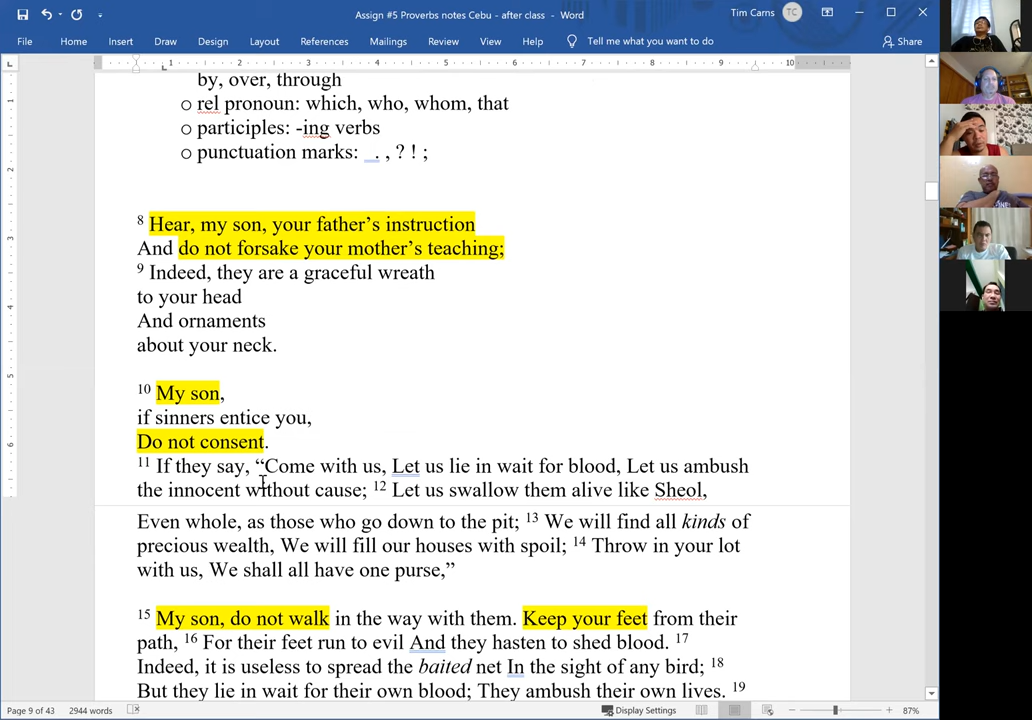 Assign #5 Proverbs notes Cebu - after class - Word
Tim Carns TC
File Home Insert Draw Design Layout References Mailings Review View Help Tell me what you want to do Share
1 2 3 4 5 6 7 8 9 10
by, over, through
o rel pronoun: which, who, whom, that
o participles: -ing verbs
o punctuation marks: . , ? ! ;
8 Hear, my son, your father’s instruction
And do not forsake your mother’s teaching;
9 Indeed, they are a graceful wreath
to your head
And ornaments
about your neck.
10 My son,
if sinners entice you,
Do not consent.
11 If they say, “Come with us, Let us lie in wait for blood, Let us ambush
the innocent without cause; 12 Let us swallow them alive like Sheol,
Even whole, as those who go down to the pit; 13 We will find all kinds of
precious wealth, We will fill our houses with spoil; 14 Throw in your lot
with us, We shall all have one purse,”
15 My son, do not walk in the way with them. Keep your feet from their
path, 16 For their feet run to evil And they hasten to shed blood. 17
Indeed, it is useless to spread the baited net In the sight of any bird; 18
But they lie in wait for their own blood; They ambush their own lives. 19
Page 9 of 43 2944 words Display Settings 87%